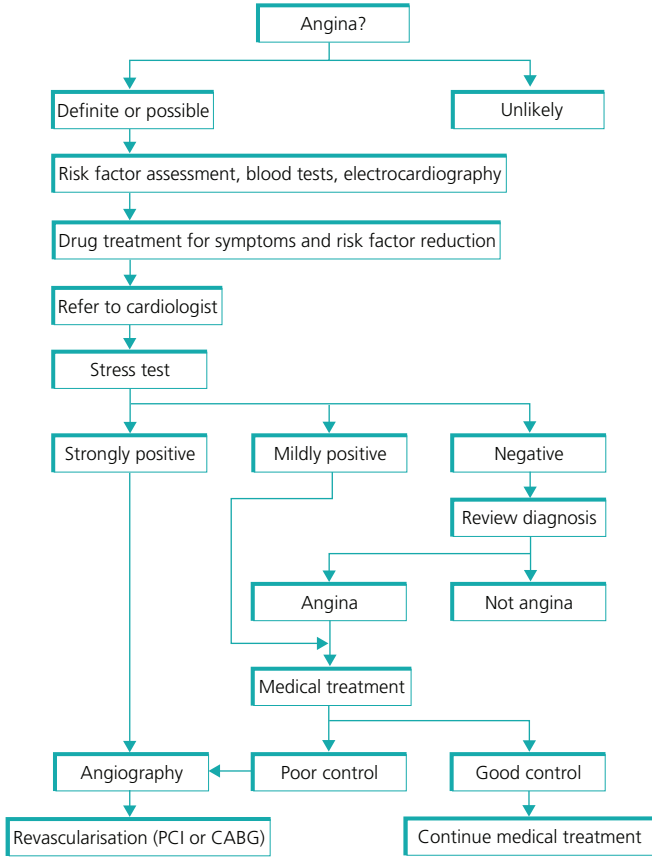 Angina?
Definite or possible
Unlikely
Risk factor assessment, blood tests, electrocardiography
Drug treatment for symptoms and risk factor reduction
Refer to cardiologist
Stress test
Strongly positive
Mildly positive
Negative
Review diagnosis
Angina
Not angina
Medical treatment
Angiography
Poor control
Good control
Revascularisation (PCI or CABG)
Continue medical treatment